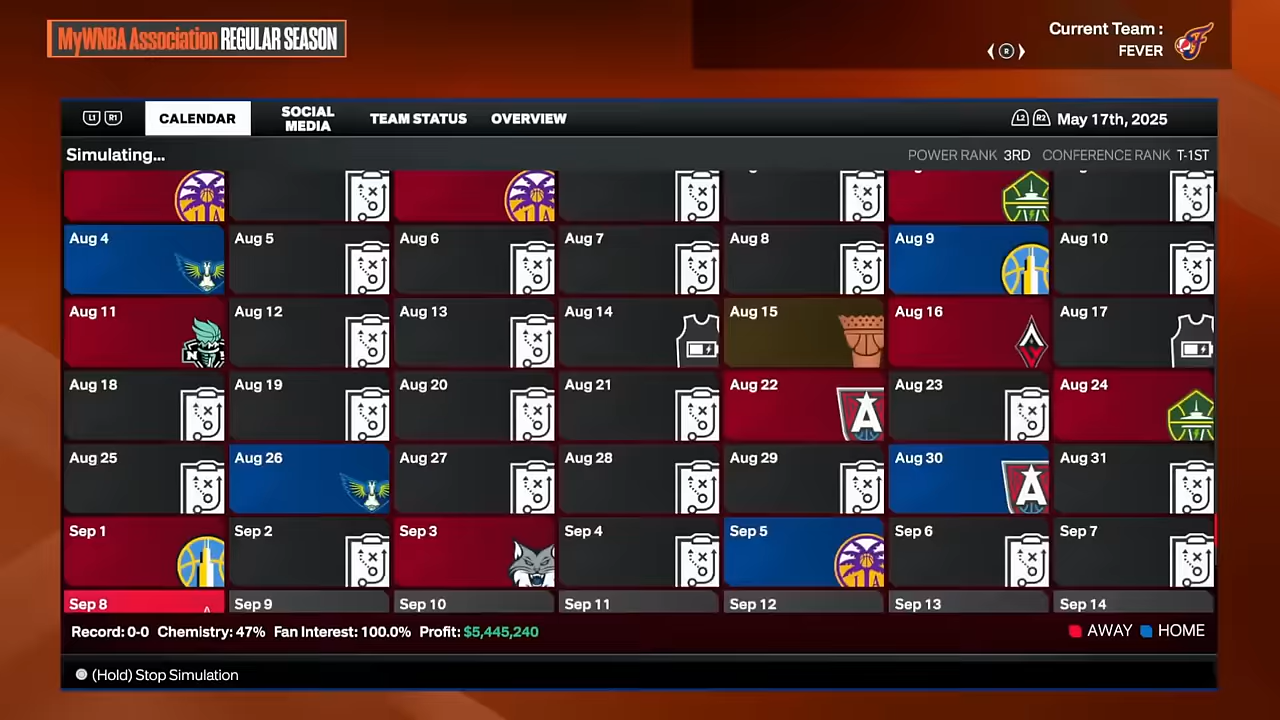 MyWNBA Association REGULAR SEASON
Current Team :
R
FEVER
L1 R1 CALENDAR SOCIAL MEDIA TEAM STATUS OVERVIEW L2 R2 May 17th, 2025
Simulating... POWER RANK 3RD CONFERENCE RANK T-1ST
Aug 4 Aug 5 Aug 6 Aug 7 Aug 8 Aug 9 Aug 10
Aug 11 Aug 12 Aug 13 Aug 14 Aug 15 Aug 16 Aug 17
Aug 18 Aug 19 Aug 20 Aug 21 Aug 22 Aug 23 Aug 24
A
Aug 25 Aug 26 Aug 27 Aug 28 Aug 29 Aug 30 Aug 31
A
Sep 1 Sep 2 Sep 3 Sep 4 Sep 5 Sep 6 Sep 7
Sep 8 Sep 9 Sep 10 Sep 11 Sep 12 Sep 13 Sep 14
Record: 0-0 Chemistry: 47% Fan Interest: 100.0% Profit: $5,445,240 AWAY HOME
(Hold) Stop Simulation